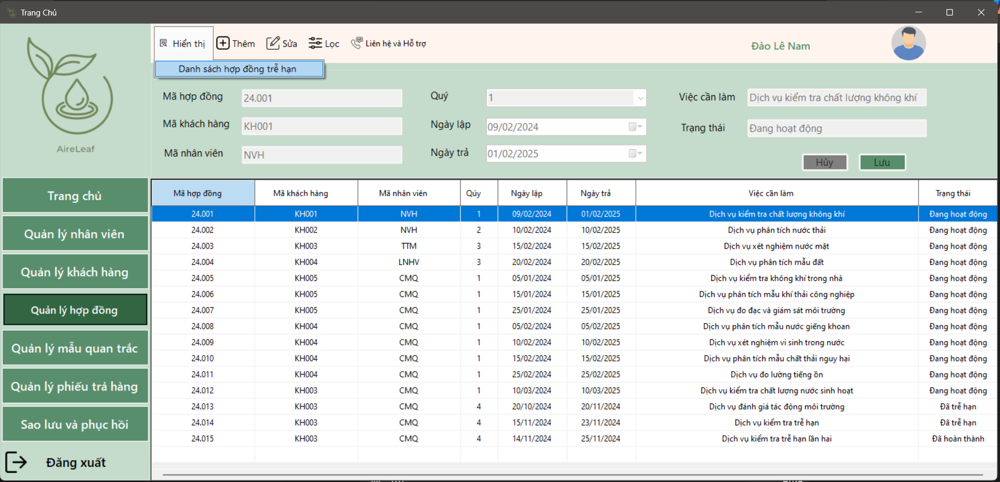 Trang Chủ
Hiển thị Thêm Sửa Lọc Liên hệ và Hỗ trợ Đào Lê Nam
Danh sách hợp đồng trễ hạn
Mã hợp đồng 24.001 Quý 1 Việc cần làm Dịch vụ kiểm tra chất lượng không khí
Mã khách hàng KH001 Ngày lập 09/02/2024 Trạng thái Đang hoạt động
Mã nhân viên NVH Ngày trả 01/02/2025
Hủy Lưu
AireLeaf
Trang chủ
Quản lý nhân viên
Quản lý khách hàng
Quản lý hợp đồng
Quản lý mẫu quan trắc
Quản lý phiếu trả hàng
Sao lưu và phục hồi
Đăng xuất
Mã hợp đồng Mã khách hàng Mã nhân viên Qúy Ngày lập Ngày trả Việc cần làm Trạng thái
24.001 KH001 NVH 1 09/02/2024 01/02/2025 Dịch vụ kiểm tra chất lượng không khí Đang hoạt động
24.002 KH002 NVH 2 10/02/2024 10/02/2025 Dịch vụ phân tích nước thải Đang hoạt động
24.003 KH003 TTM 3 15/02/2024 15/02/2025 Dịch vụ xét nghiệm nước mặt Đang hoạt động
24.004 KH004 LNHV 3 20/02/2024 20/02/2025 Dịch vụ phân tích mẫu đất Đang hoạt động
24.005 KH005 CMQ 1 05/01/2024 05/01/2025 Dịch vụ kiểm tra không khí trong nhà Đang hoạt động
24.006 KH005 CMQ 1 15/01/2024 15/01/2025 Dịch vụ phân tích mẫu khí thải công nghiệp Đang hoạt động
24.007 KH005 CMQ 1 25/01/2024 25/01/2025 Dịch vụ đo đạc và giám sát môi trường Đang hoạt động
24.008 KH004 CMQ 1 05/02/2024 05/02/2025 Dịch vụ phân tích mẫu nước giếng khoan Đang hoạt động
24.009 KH004 CMQ 1 10/02/2024 10/02/2025 Dịch vụ xét nghiệm vi sinh trong nước Đang hoạt động
24.010 KH004 CMQ 1 15/02/2024 15/02/2025 Dịch vụ phân tích mẫu chất thải nguy hại Đang hoạt động
24.011 KH004 CMQ 1 25/02/2024 25/02/2025 Dịch vụ đo lường tiếng ồn Đang hoạt động
24.012 KH003 CMQ 1 10/03/2024 10/03/2025 Dịch vụ kiểm tra chất lượng nước sinh hoạt Đang hoạt động
24.013 KH003 CMQ 4 20/10/2024 20/11/2024 Dịch vụ đánh giá tác động môi trường Đã trễ hạn
24.014 KH003 CMQ 4 15/11/2024 23/11/2024 Dịch vụ kiểm tra trễ hạn Đã trễ hạn
24.015 KH003 CMQ 4 14/11/2024 25/11/2024 Dịch vụ kiểm tra trễ hạn lần hai Đã hoàn thành